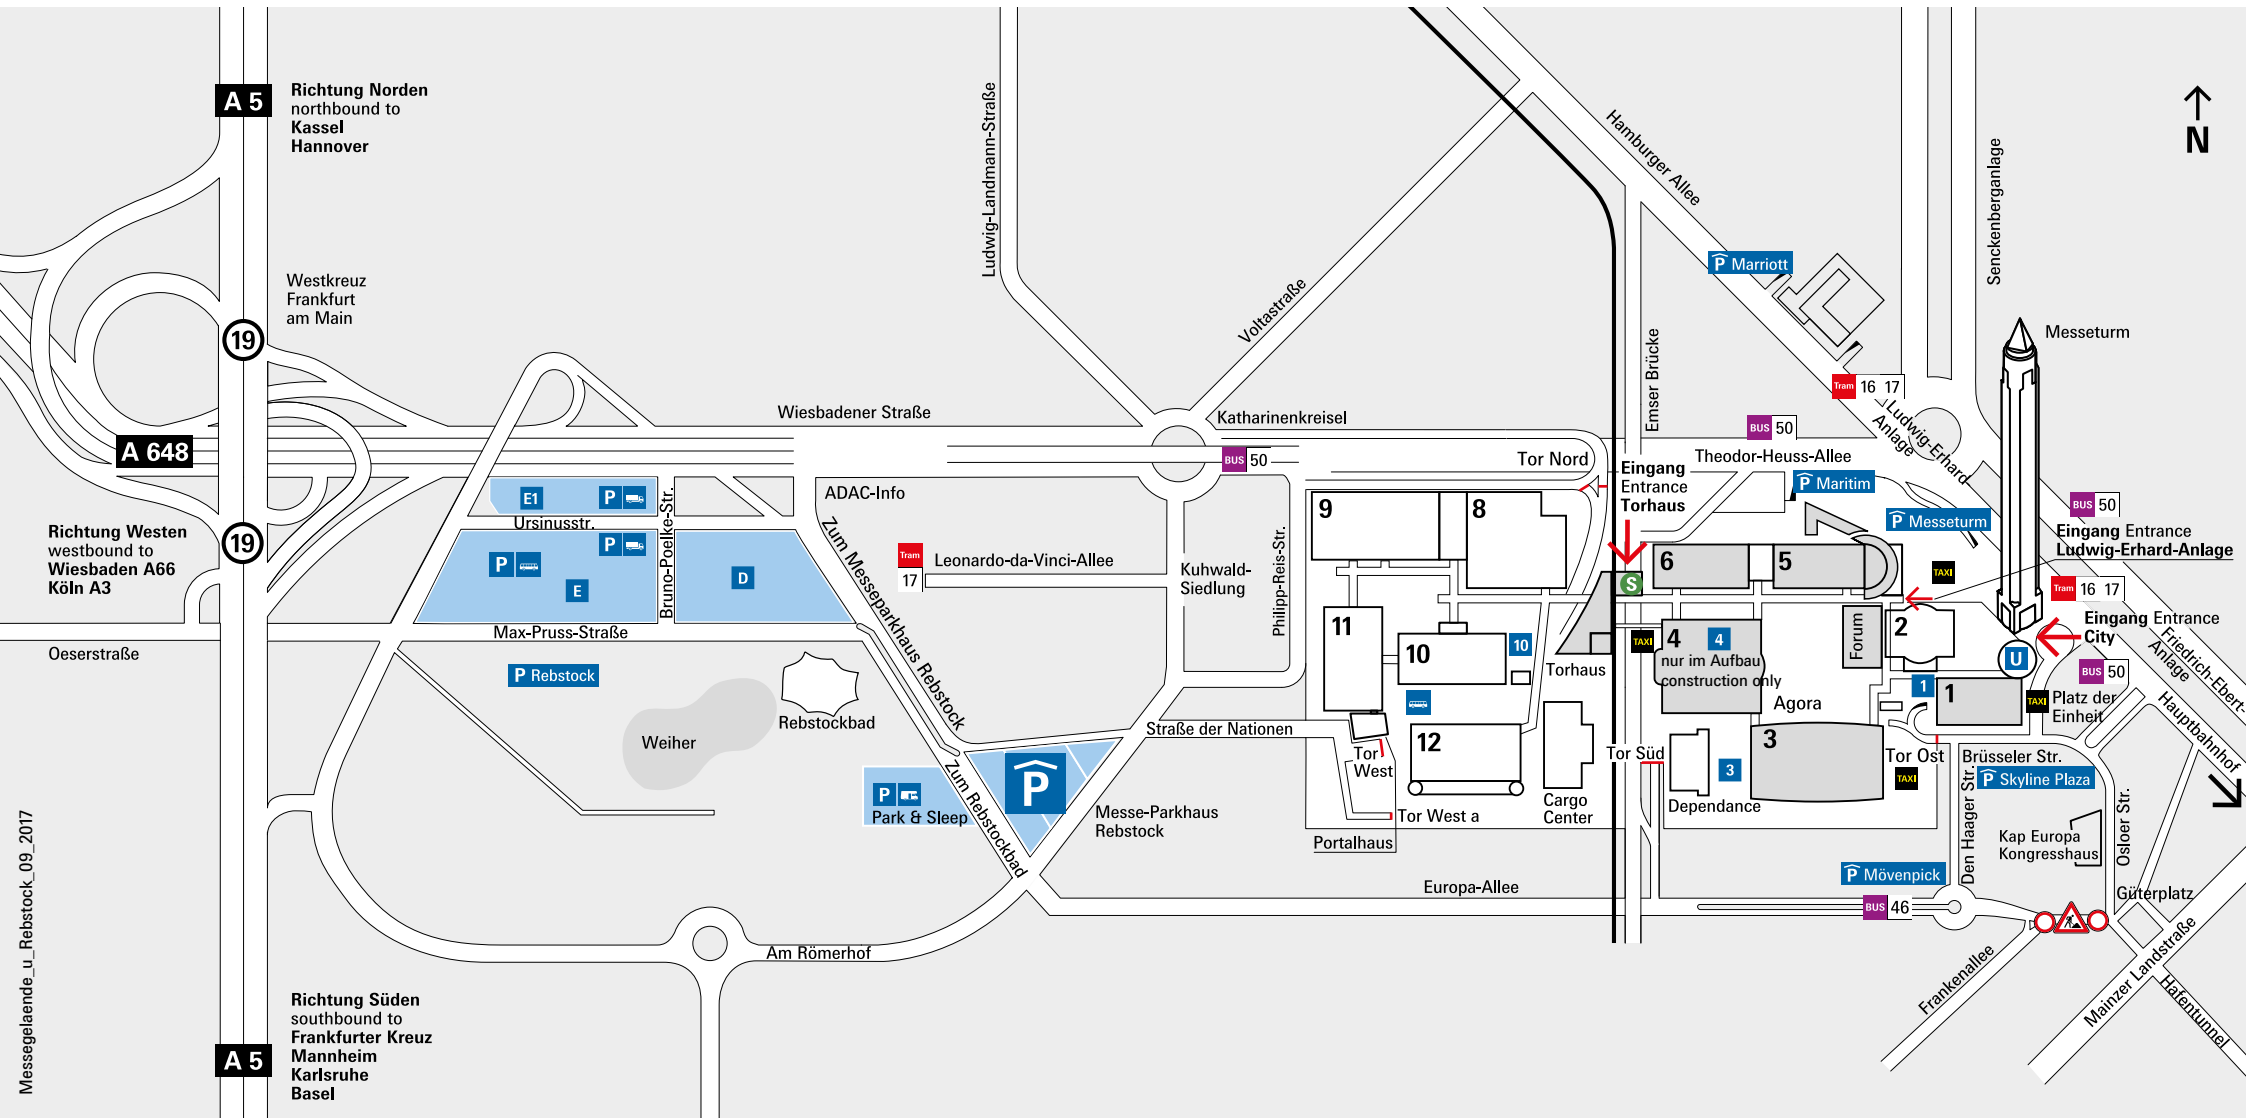 A 5
Richtung Norden
northbound to
Kassel
Hannover
N
Ludwig-Landmann-Straße
Hamburger Allee
Senckenberganlage
Westkreuz
Frankfurt
am Main
19
Voltastraße
P Marriott
Messeturm
Emser Brücke
Tram 16 17
Wiesbadener Straße
Katharinenkreisel
Ludwig-Erhard
Anlage
BUS 50
A 648
BUS 50
Tor Nord
Theodor-Heuss-Allee
Eingang
Entrance
Torhaus
P Maritim
E1
P
ADAC-Info
Ursinusstr.
Bruno-Poelke-Str.
Zum Messeparkhaus Rebstock
9
8
P Messeturm
BUS 50
Eingang Entrance
Ludwig-Erhard-Anlage
Richtung Westen
westbound to
Wiesbaden A66
Köln A3
19
P
P
E
D
Tram
17
Leonardo-da-Vinci-Allee
Kuhwald-
Siedlung
Philipp-Reis-Str.
S
6
5
TAXI
Tram 16 17
Eingang Entrance
City
Friedrich-Ebert-
Anlage
Max-Pruss-Straße
Oeserstraße
11
10
10
Torhaus
TAXI
4
4
nur im Aufbau
construction only
Forum
2
U
BUS 50
P Rebstock
Rebstockbad
Weiher
1
1
TAXI
Platz der
Einheit
Hauptbahnhof
Agora
Straße der Nationen
Tor
West
12
Tor Süd
3
3
Tor Ost
TAXI
Brüsseler Str.
P Skyline Plaza
Zum Rebstockbad
P
P
Park & Sleep
Messe-Parkhaus
Rebstock
Cargo
Center
Dependance
Tor West a
Portalhaus
Den Haager Str.
Osloer Str.
Kap Europa
Kongresshaus
P Mövenpick
Europa-Allee
BUS 46
Güterplatz
Am Römerhof
Frankenallee
Mainzer Landstraße
Hafentunnel
Richtung Süden
southbound to
Frankfurter Kreuz
Mannheim
Karlsruhe
Basel
A 5
Messegelaende_u_Rebstock_09_2017